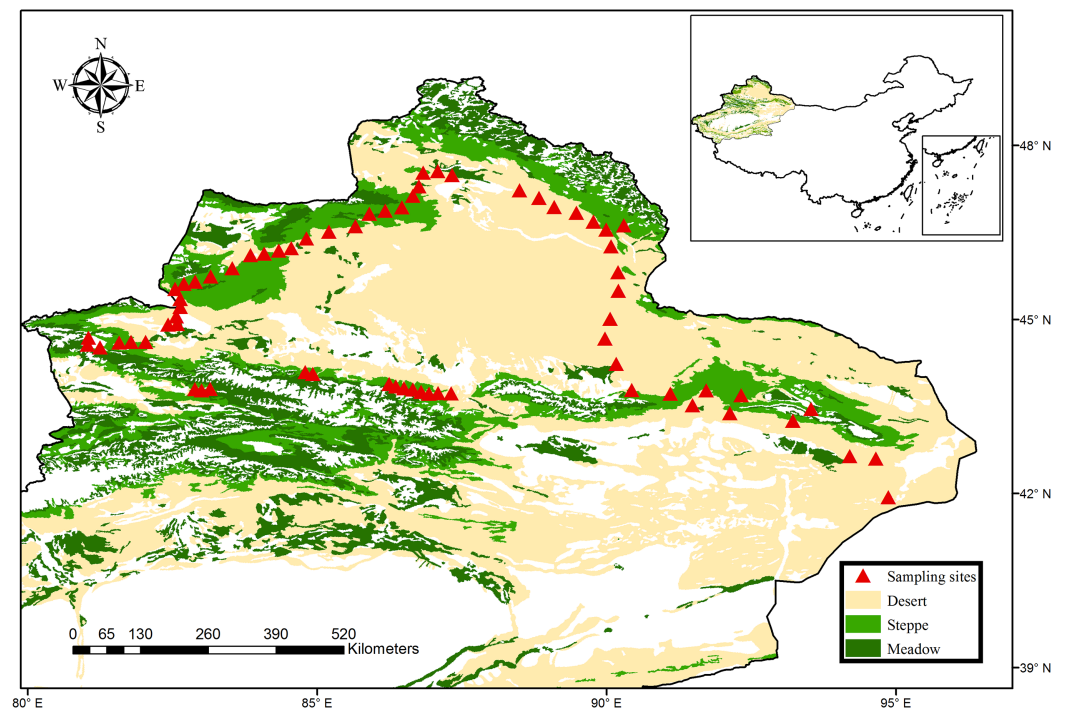 N
W E
S
48° N
45° N
42° N
39° N
Sampling sites
Desert
Steppe
Meadow
0 65 130 260 390 520
Kilometers
80° E 85° E 90° E 95° E